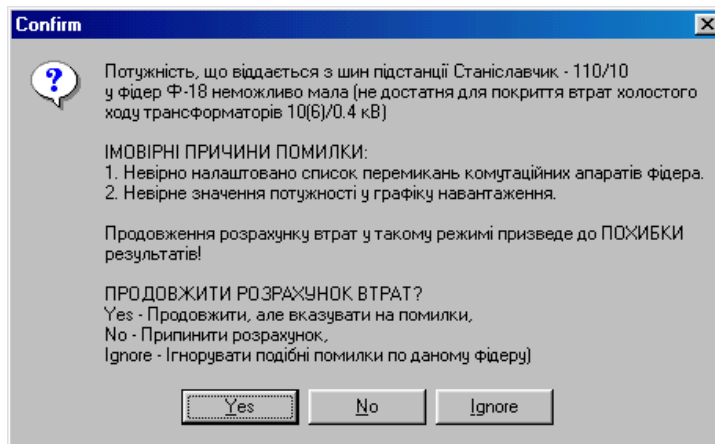 Confirm
Потужність, що віддається з шин підстанції Станіславчик - 110/10
у фідер Ф-18 неможливо мала (не достатня для покриття втрат холостого
ходу трансформаторів 10(6)/0.4 кВ)
ІМОВІРНІ ПРИЧИНИ ПОМИЛКИ:
1. Невірно налаштовано список перемикань комутаційних апаратів фідера.
2. Невірне значення потужності у графіку навантаження.
Продовження розрахунку втрат у такому режимі призведе до ПОХИБКИ
результатів!
ПРОДОВЖИТИ РОЗРАХУНОК ВТРАТ?
Yes - Продовжити, але вказувати на помилки,
No - Припинити розрахунок,
Ignore - Ігнорувати подібні помилки по даному фідеру)
Yes No Ignore